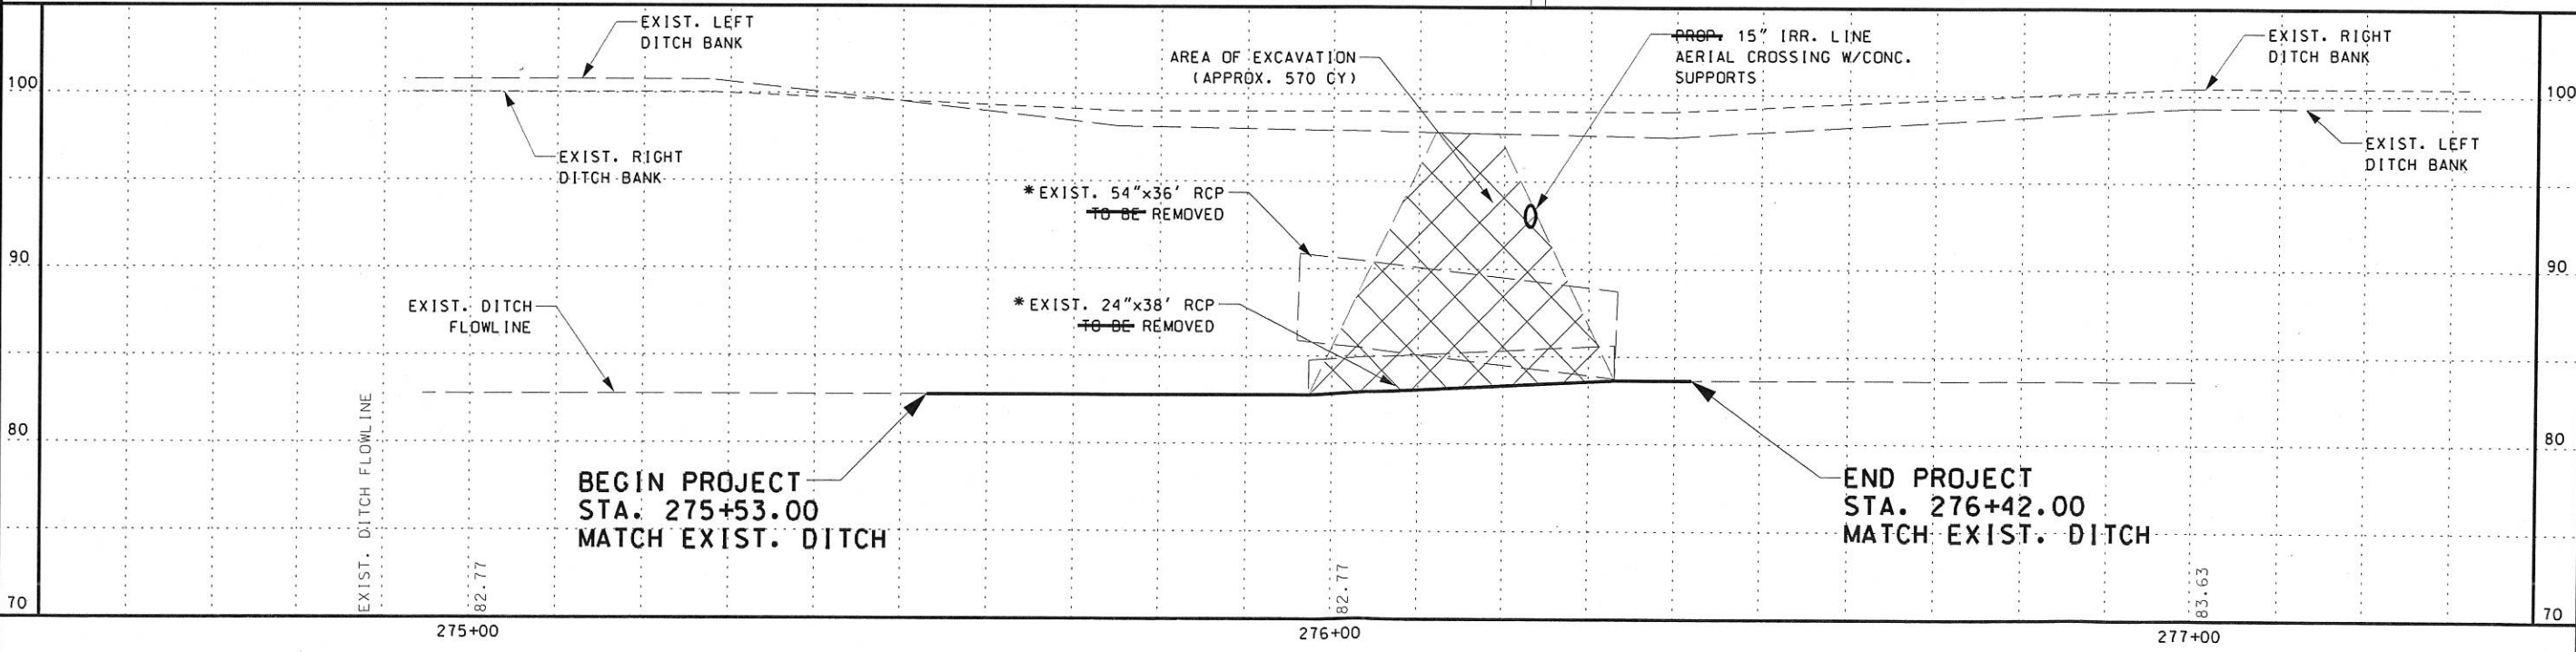 EXIST. LEFT
DITCH BANK
EXIST. RIGHT
DITCH BANK
AREA OF EXCAVATION
(APPROX. 570 CY)
PROP. 15" IRR. LINE
AERIAL CROSSING W/CONC.
SUPPORTS
EXIST. RIGHT
DITCH BANK
EXIST. LEFT
DITCH BANK
*EXIST. 54"x36' RCP
TO BE REMOVED
*EXIST. 24"x38' RCP
TO BE REMOVED
EXIST. DITCH
FLOWLINE
100
90
80
70
100
90
80
70
BEGIN PROJECT
STA. 275+53.00
MATCH EXIST. DITCH
END PROJECT
STA. 276+42.00
MATCH EXIST. DITCH
EXIST. DITCH FLOWLINE
82.77
82.77
83.63
275+00
276+00
277+00